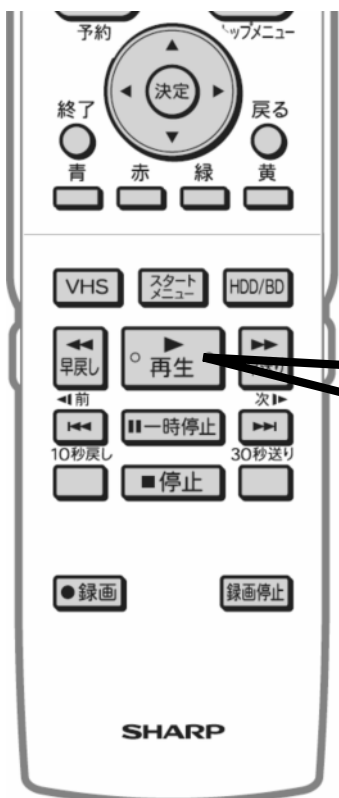 予約
ップメニュー
決定
終了
戻る
青 赤 緑 黄
VHS
スタート
メニュー
HDD/BD
早戻し
再生
前
次
一時停止
10秒戻し
30秒送り
停止
録画
録画停止
SHARP